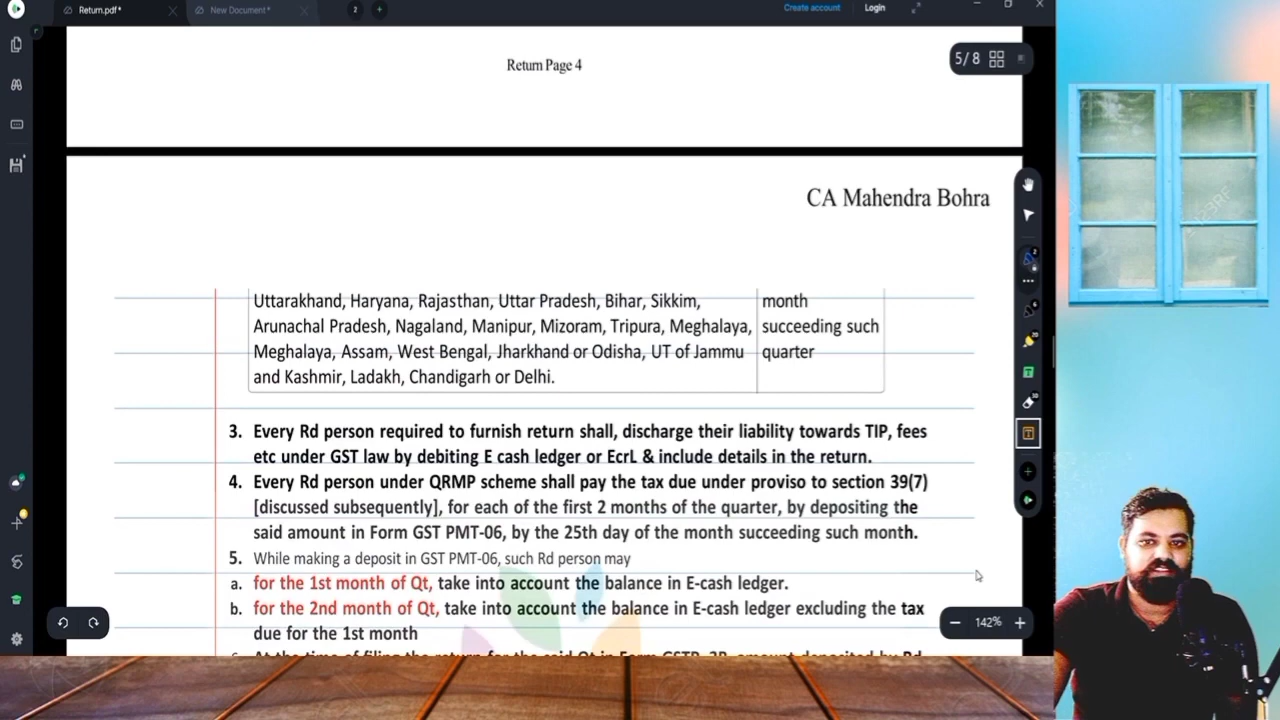 Return.pdf*
New Document*
2
Create account
Login
Return Page 4
5/8
CA Mahendra Bohra
Uttarakhand, Haryana, Rajasthan, Uttar Pradesh, Bihar, Sikkim,
Arunachal Pradesh, Nagaland, Manipur, Mizoram, Tripura, Meghalaya,
Meghalaya, Assam, West Bengal, Jharkhand or Odisha, UT of Jammu
and Kashmir, Ladakh, Chandigarh or Delhi.
month
succeeding such
quarter
3. Every Rd person required to furnish return shall, discharge their liability towards TIP, fees
etc under GST law by debiting E cash ledger or EcrL & include details in the return.
4. Every Rd person under QRMP scheme shall pay the tax due under proviso to section 39(7)
[discussed subsequently], for each of the first 2 months of the quarter, by depositing the
said amount in Form GST PMT-06, by the 25th day of the month succeeding such month.
5. While making a deposit in GST PMT-06, such Rd person may
a. for the 1st month of Qt, take into account the balance in E-cash ledger.
b. for the 2nd month of Qt, take into account the balance in E-cash ledger excluding the tax
due for the 1st month
142%